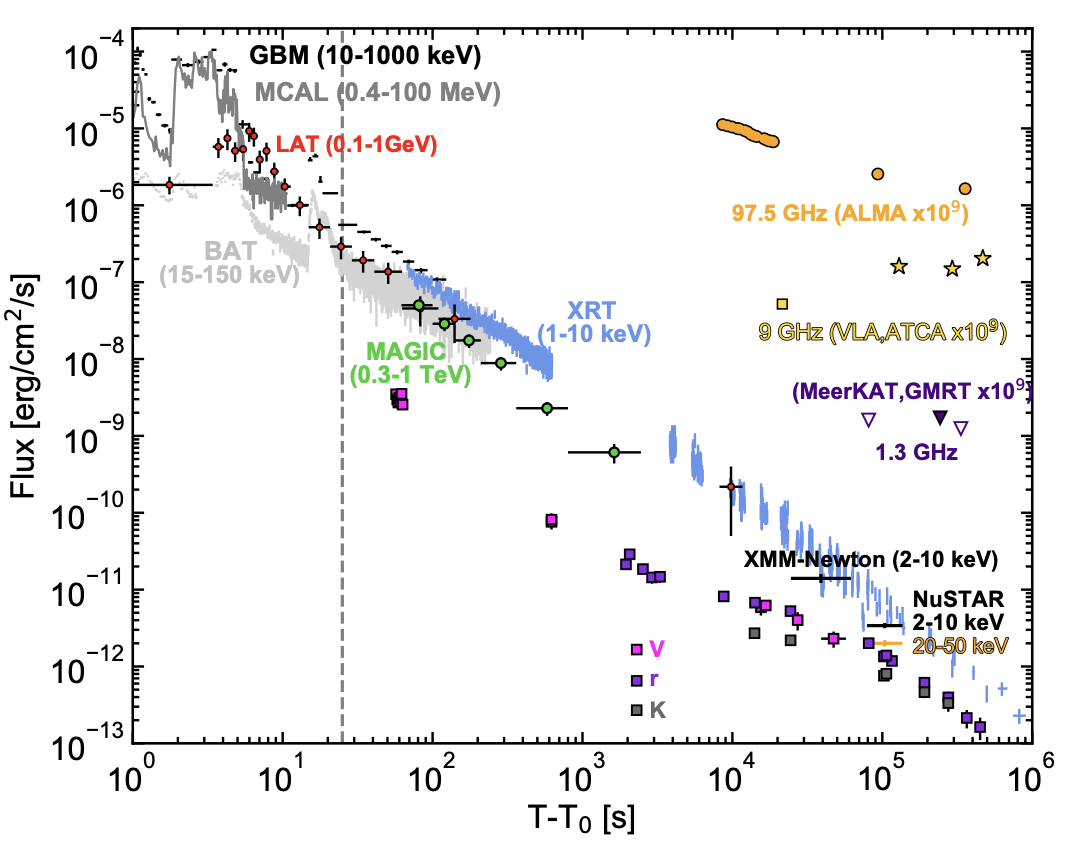 GBM (10-1000 keV)
MCAL (0.4-100 MeV)
LAT (0.1-1GeV)
BAT
(15-150 keV)
XRT
(1-10 keV)
MAGIC
(0.3-1 TeV)
97.5 GHz (ALMA x10⁹)
9 GHz (VLA,ATCA x10⁹)
(MeerKAT,GMRT x10⁹)
1.3 GHz
XMM-Newton (2-10 keV)
NuSTAR
2-10 keV
20-50 keV
V
r
K
Flux [erg/cm²/s]
10⁻⁴
10⁻⁵
10⁻⁶
10⁻⁷
10⁻⁸
10⁻⁹
10⁻¹⁰
10⁻¹¹
10⁻¹²
10⁻¹³
10⁰ 10¹ 10² 10³ 10⁴ 10⁵ 10⁶
T-T₀ [s]